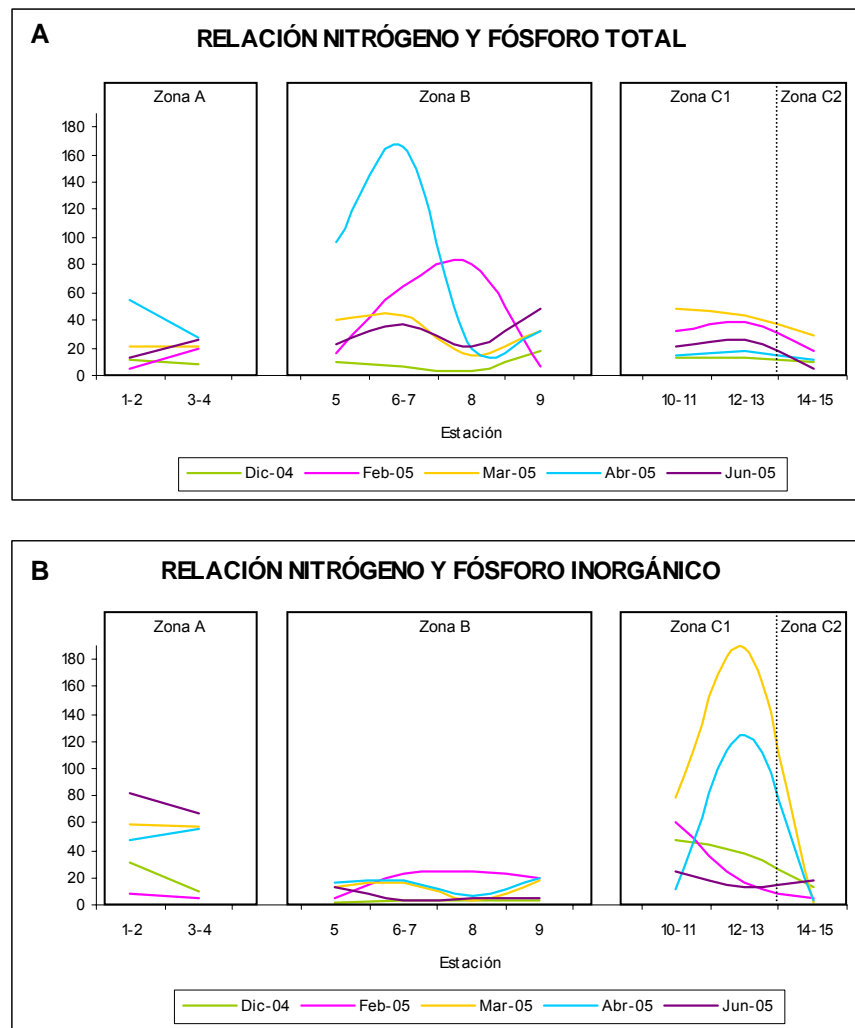 A
RELACIÓN NITRÓGENO Y FÓSFORO TOTAL
Zona A
Zona B
Zona C1
Zona C2
180
160
140
120
100
80
60
40
20
0
1-2
3-4
5
6-7
8
9
10-11
12-13
14-15
Estación
Dic-04
Feb-05
Mar-05
Abr-05
Jun-05
B
RELACIÓN NITRÓGENO Y FÓSFORO INORGÁNICO
Zona A
Zona B
Zona C1
Zona C2
180
160
140
120
100
80
60
40
20
0
1-2
3-4
5
6-7
8
9
10-11
12-13
14-15
Estación
Dic-04
Feb-05
Mar-05
Abr-05
Jun-05